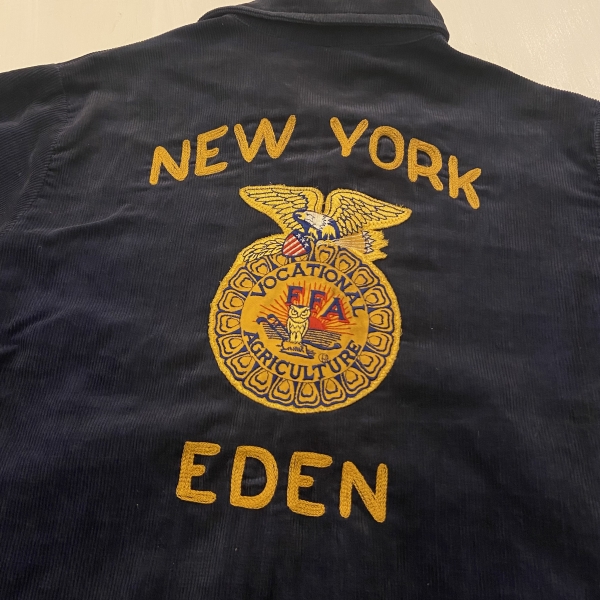 NEW YORK
VOCATIONAL
FFA
AGRICULTURE
EDEN